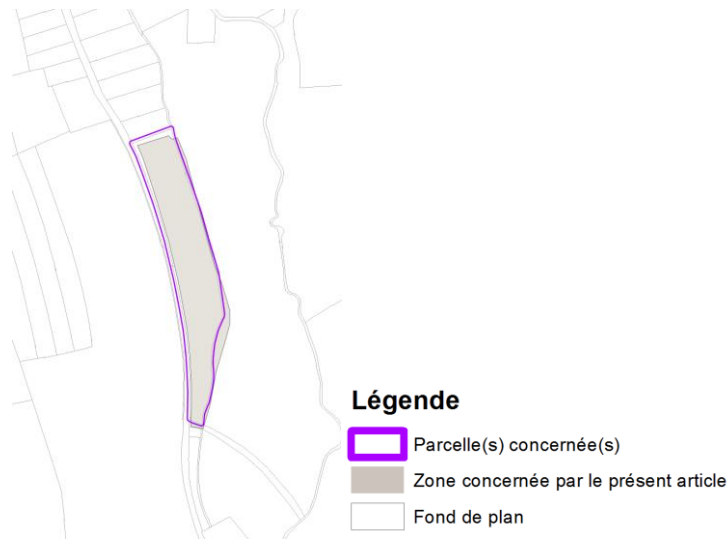 Légende
Parcelle(s) concernée(s)
Zone concernée par le présent article
Fond de plan